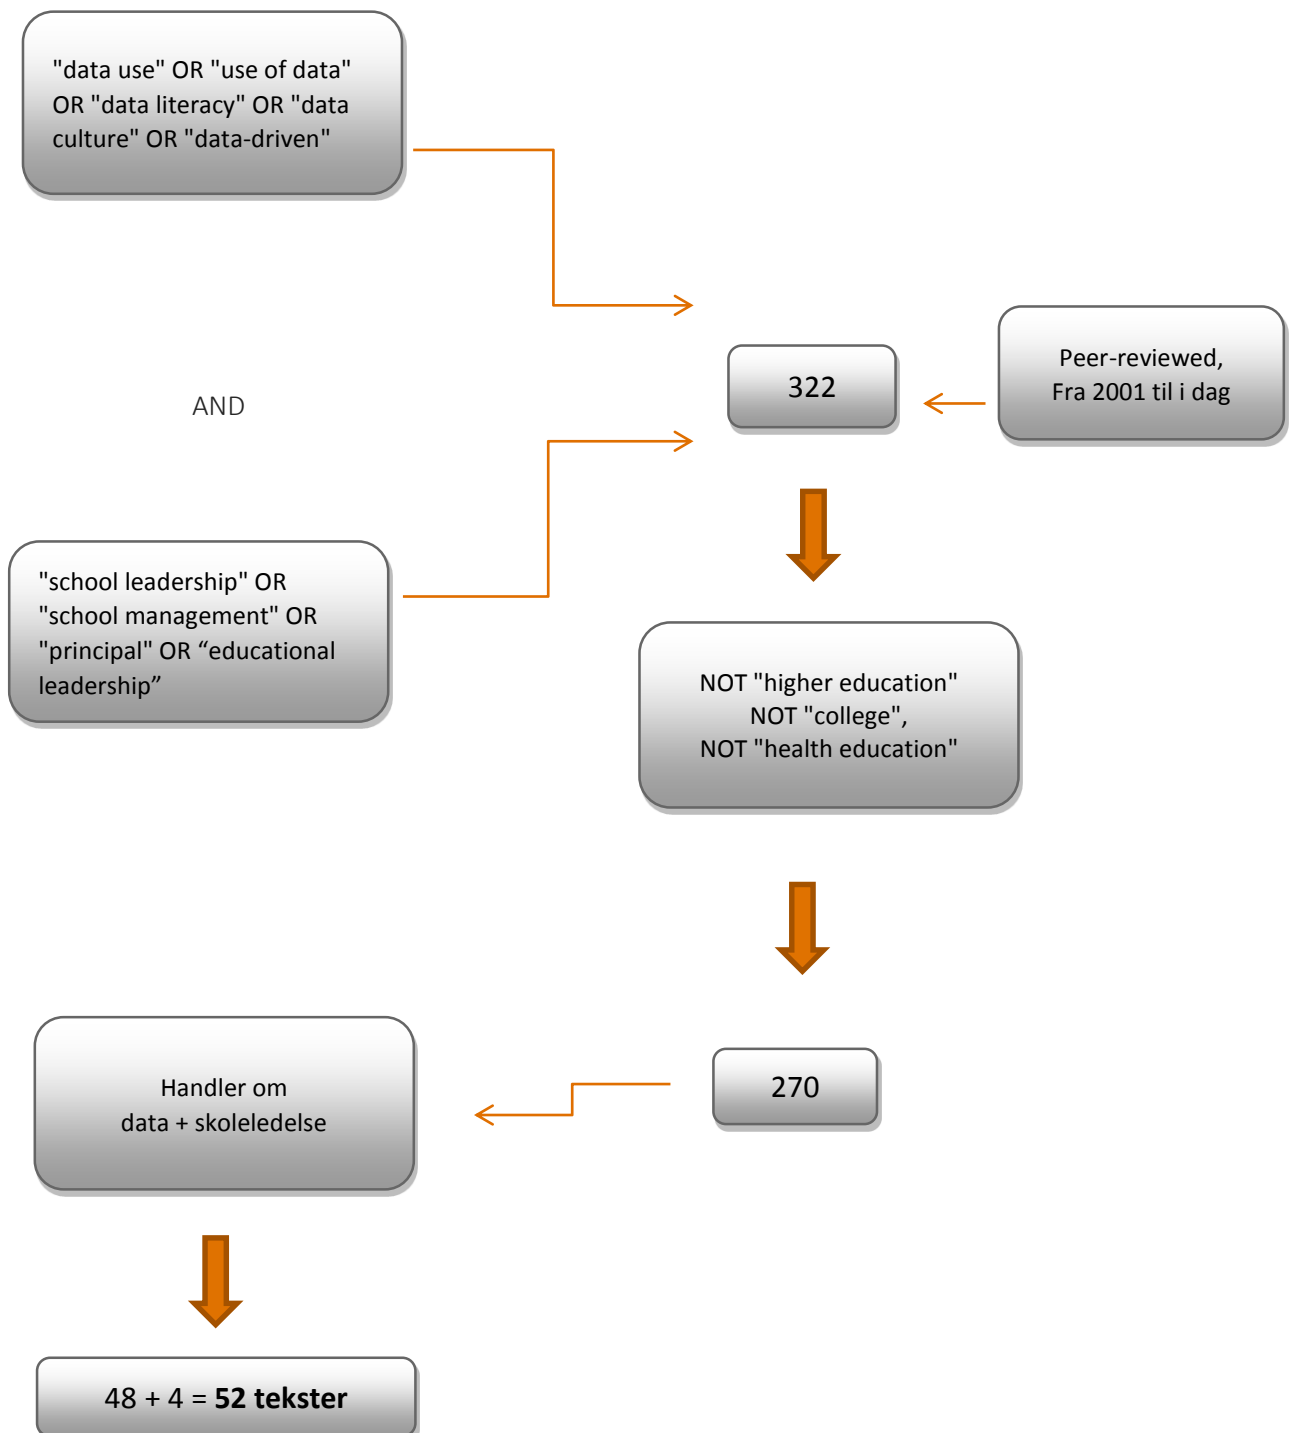 "data use" OR "use of data"
OR "data literacy" OR "data
culture" OR "data-driven"
AND
"school leadership" OR
"school management" OR
"principal" OR “educational
leadership”
322
Peer-reviewed,
Fra 2001 til i dag
NOT "higher education"
NOT "college",
NOT "health education"
270
Handler om
data + skoleledelse
48 + 4 = 52 tekster